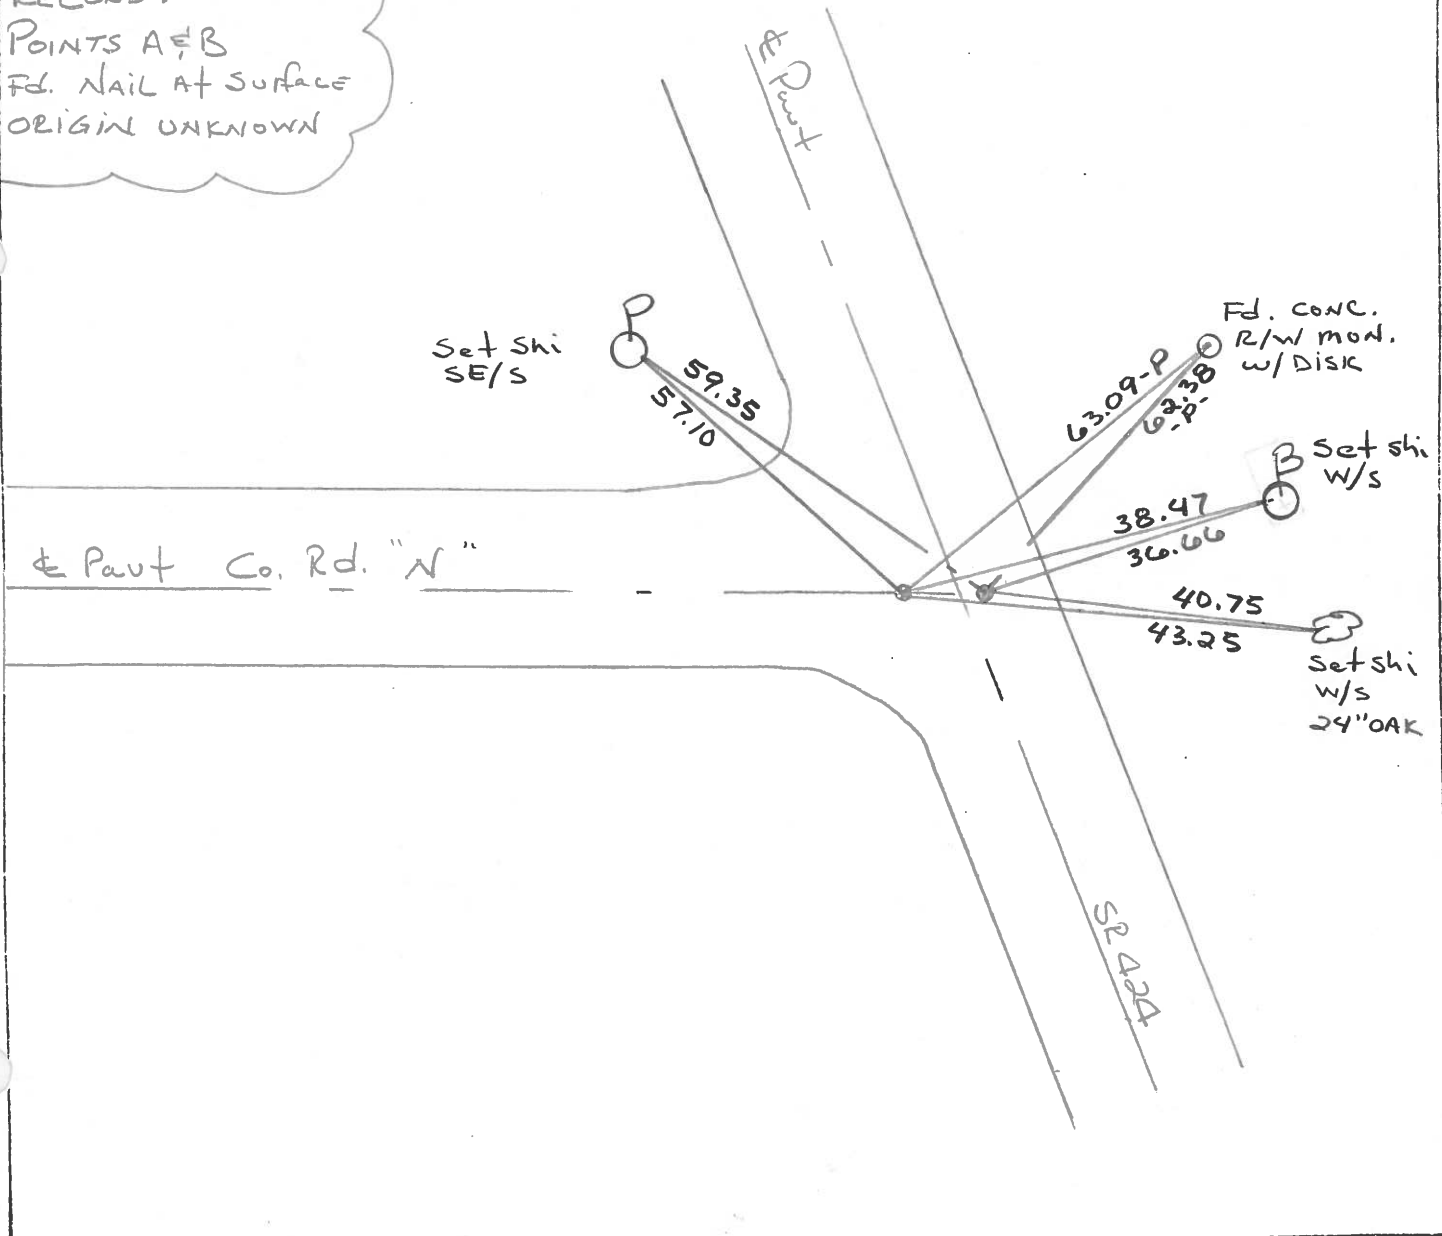 RECORD:
POINTS A & B
Fd. NAIL At SURFACE
ORIGIN UNKNOWN
℄ Pavt
P
Set Shi
SE/S
59.35
57.10
Fd. CONC.
R/W MON.
W/DISK
63.09-P
62.38
-P-
B
Set Shi
W/S
38.47
36.66
℄ Pavt Co. Rd. "N"
40.75
43.25
Set Shi
W/S
24" OAK
SR 424